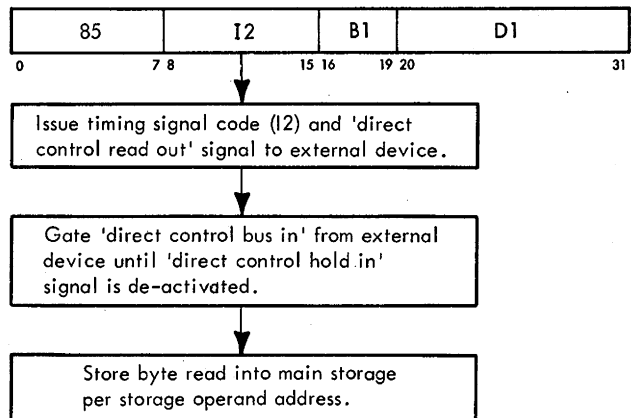 85 I2 B1 D1
0 7 8 15 16 19 20 31
Issue timing signal code (I2) and 'direct
control read out' signal to external device.
Gate 'direct control bus in' from external
device until 'direct control hold in'
signal is de-activated.
Store byte read into main storage
per storage operand address.